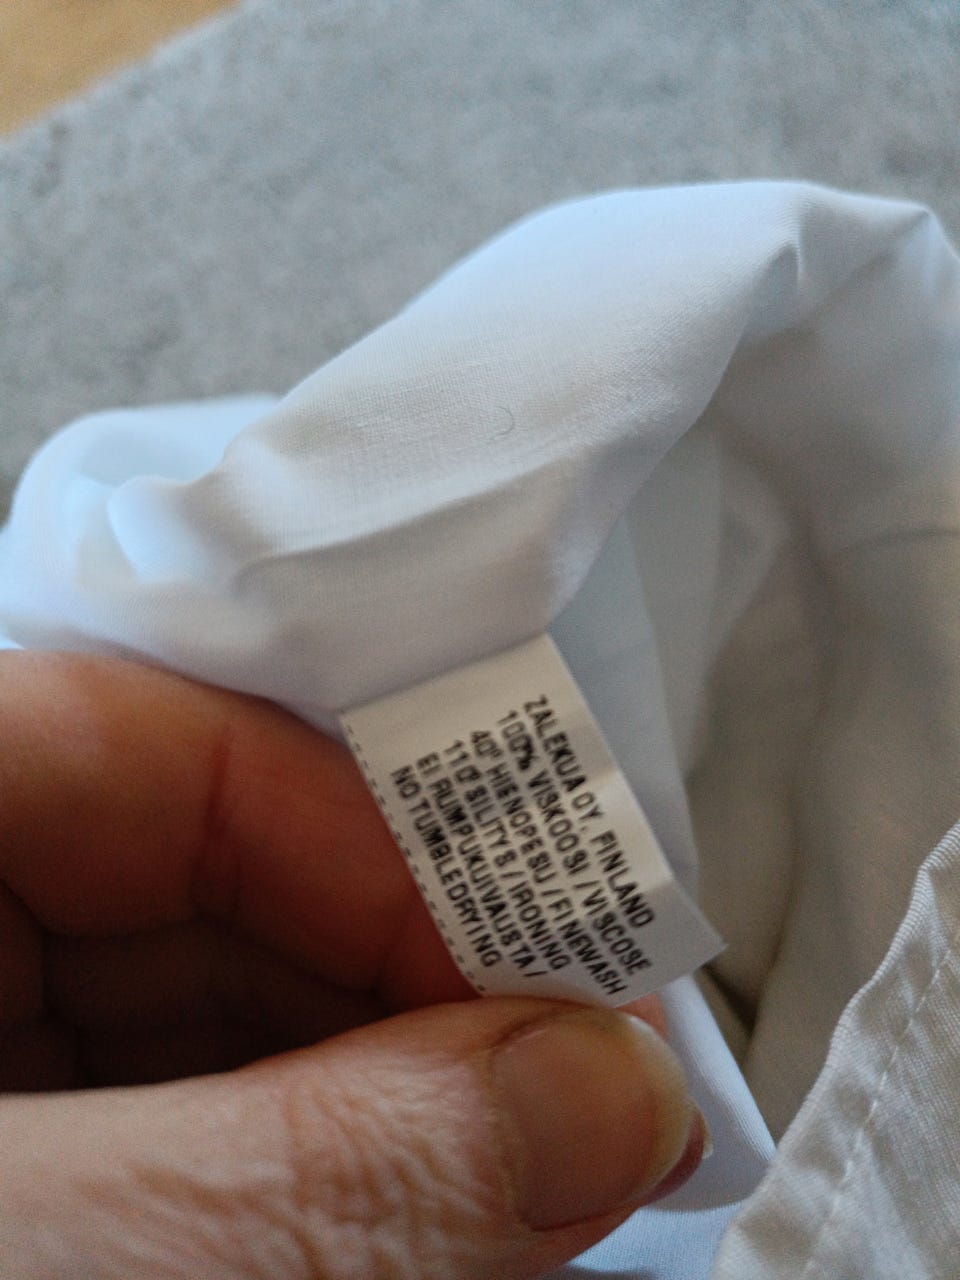 ZALEKUA OY, FINLAND
100% VISKOOSI / VISCOSE
40° HIENOPESU / FINEWASH
110° SILITYS / IRONING
EI RUMPUKUIVAUSTA /
NO TUMBLEDRYING